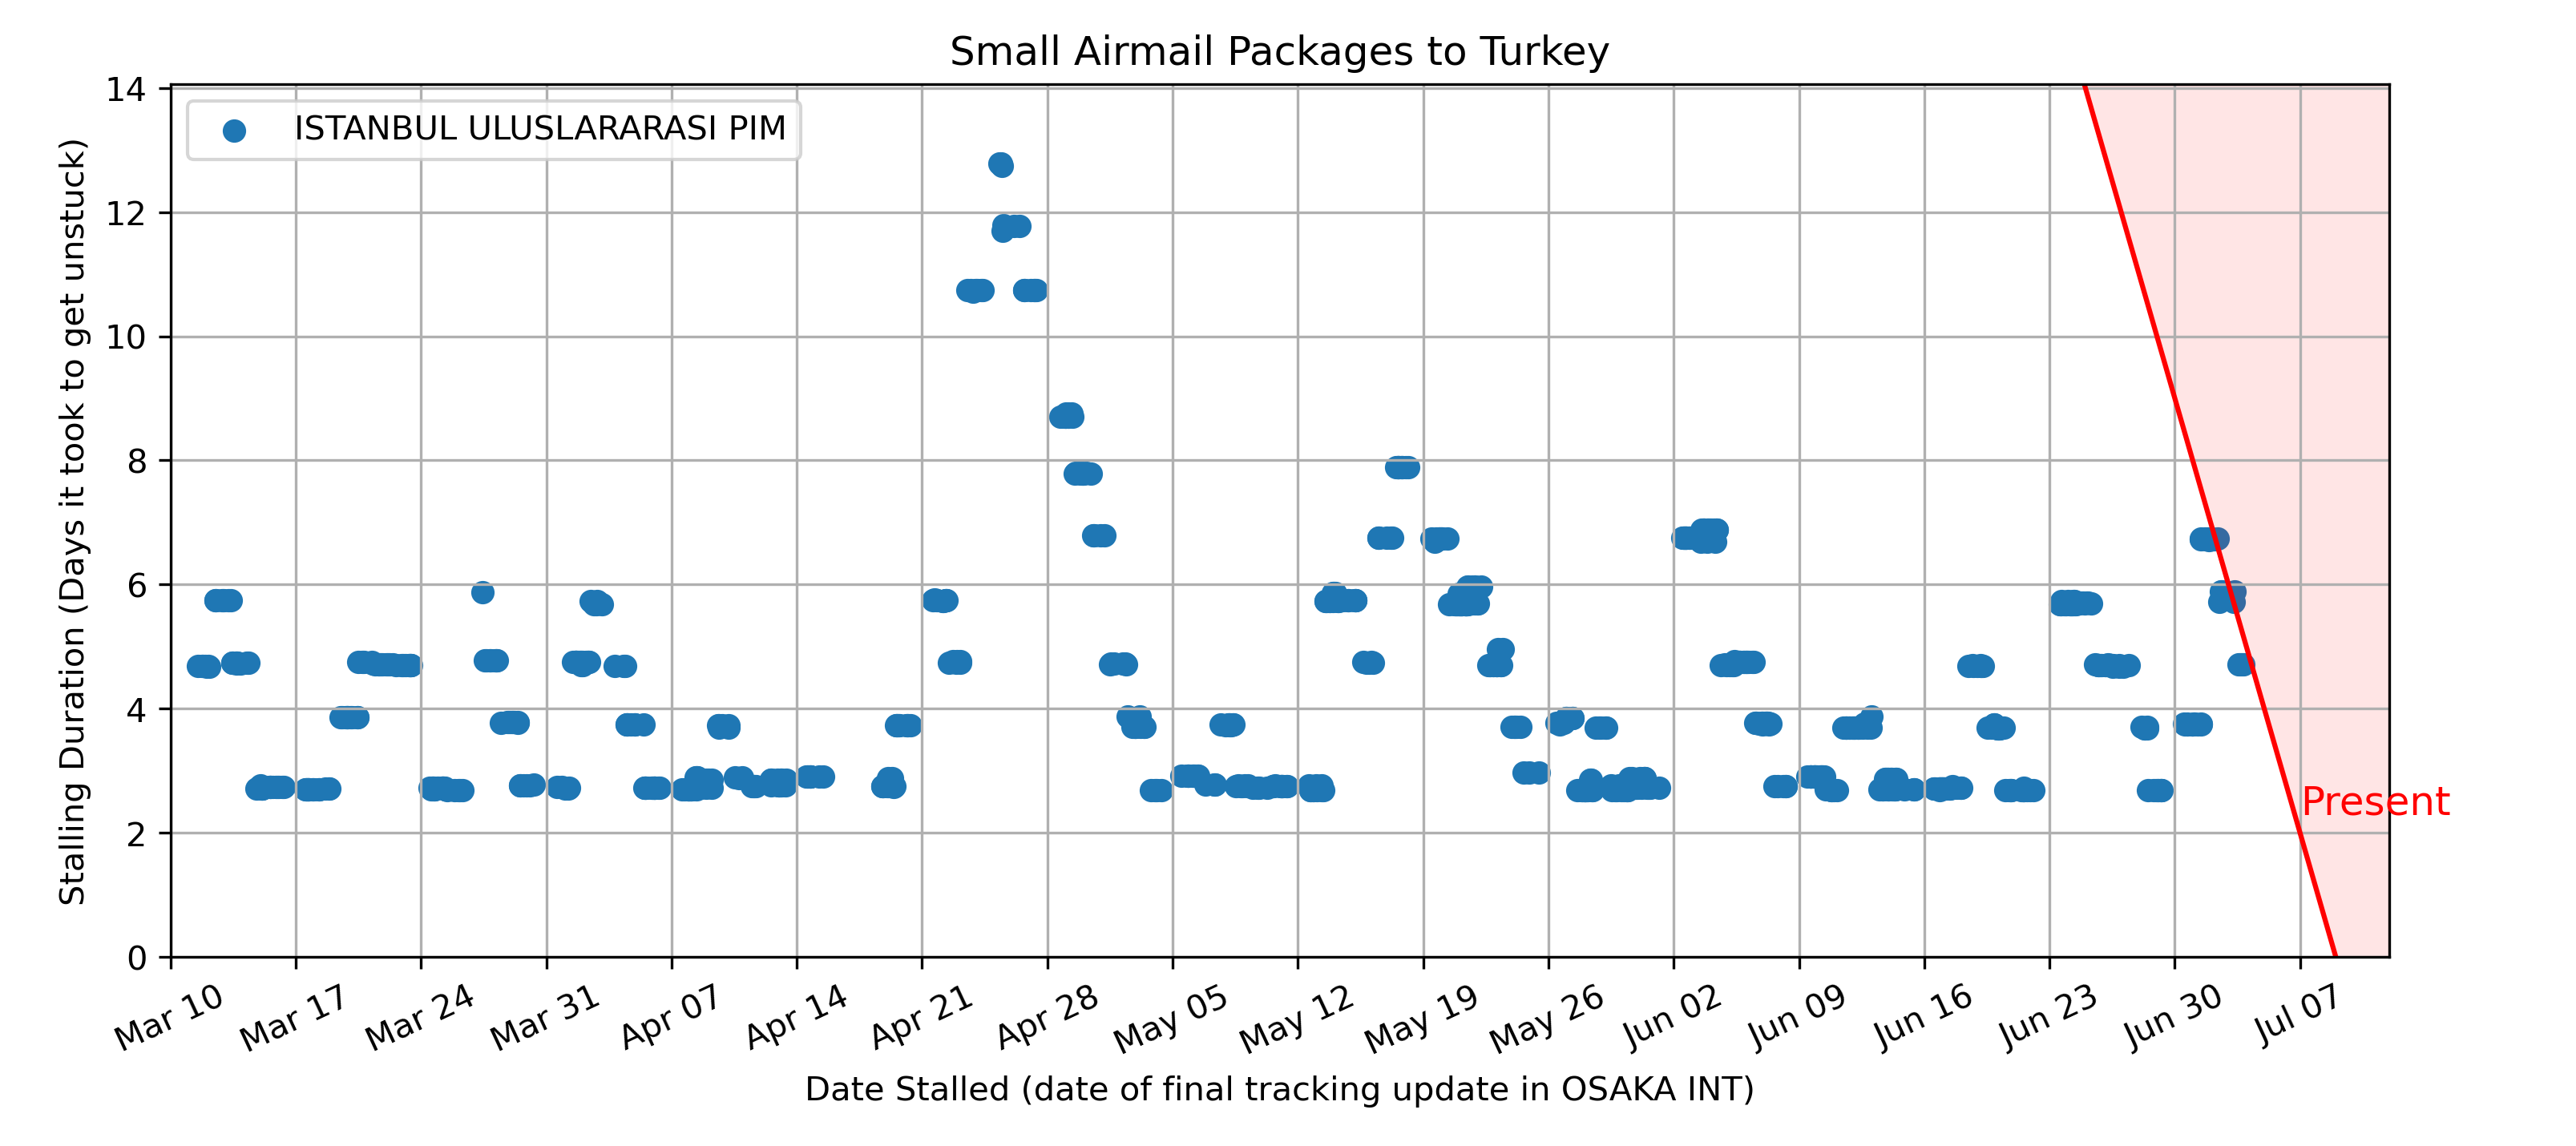 Small Airmail Packages to Turkey
ISTANBUL ULUSLARARASI PIM
Stalling Duration (Days it took to get unstuck)
14
12
10
8
6
4
2
0
Present
Mar 10
Mar 17
Mar 24
Mar 31
Apr 07
Apr 14
Apr 21
Apr 28
May 05
May 12
May 19
May 26
Jun 02
Jun 09
Jun 16
Jun 23
Jun 30
Jul 07
Date Stalled (date of final tracking update in OSAKA INT)